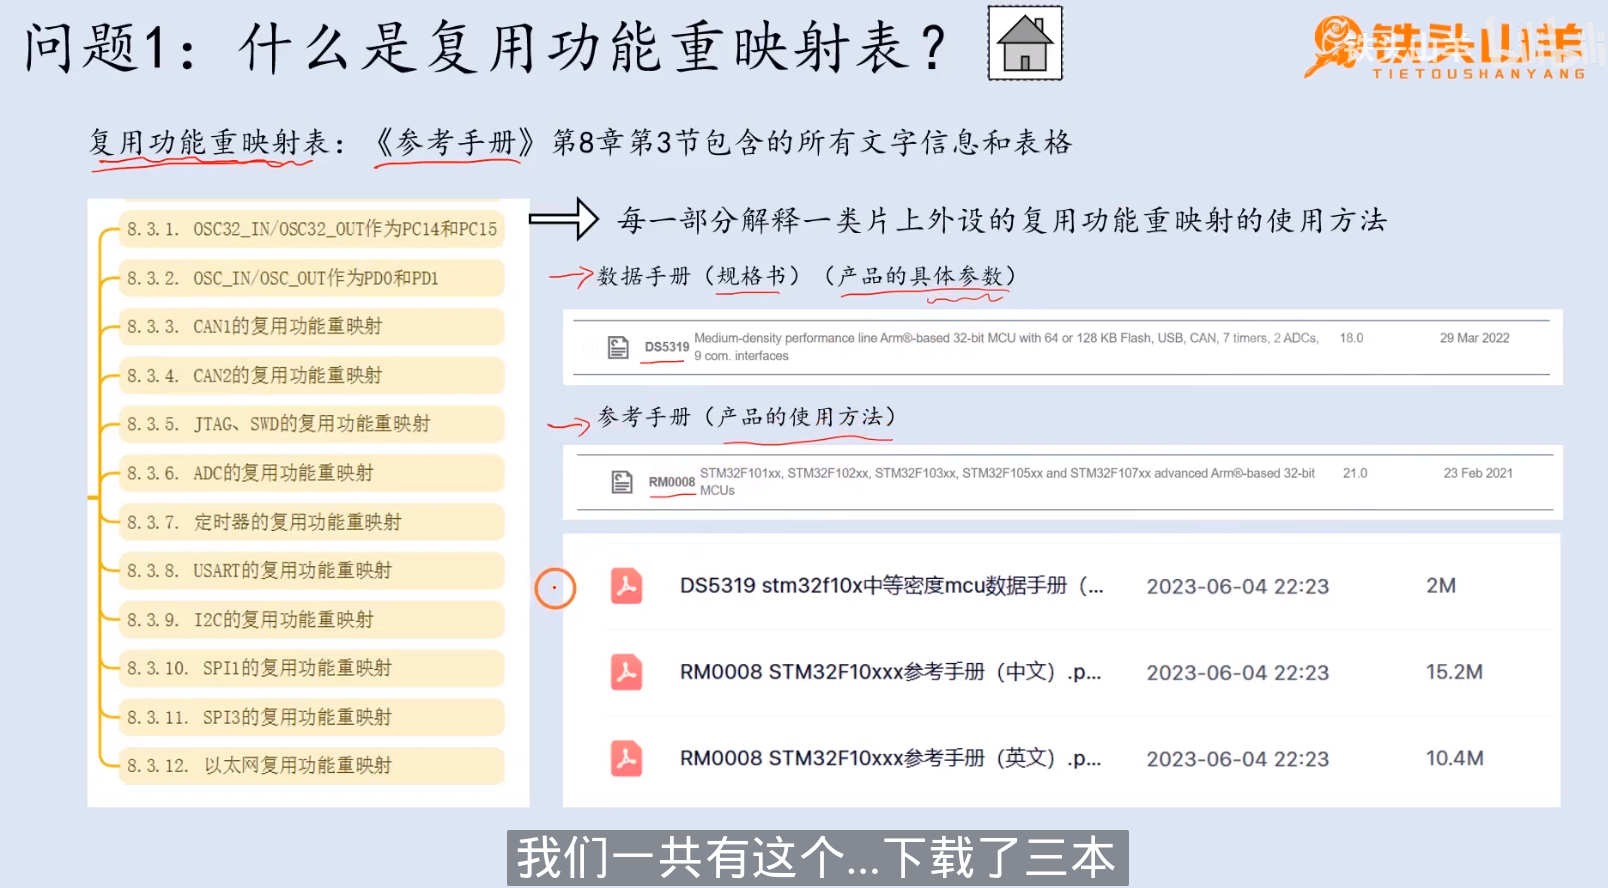 问题1：什么是复用功能重映射表？
铁头山羊
TIETOUSHANYANG
复用功能重映射表：《参考手册》第8章第3节包含的所有文字信息和表格
8.3.1. OSC32_IN/OSC32_OUT作为PC14和PC15
8.3.2. OSC_IN/OSC_OUT作为PD0和PD1
8.3.3. CAN1的复用功能重映射
8.3.4. CAN2的复用功能重映射
8.3.5. JTAG、SWD的复用功能重映射
8.3.6. ADC的复用功能重映射
8.3.7. 定时器的复用功能重映射
8.3.8. USART的复用功能重映射
8.3.9. I2C的复用功能重映射
8.3.10. SPI1的复用功能重映射
8.3.11. SPI3的复用功能重映射
8.3.12. 以太网复用功能重映射
每一部分解释一类片上外设的复用功能重映射的使用方法
数据手册（规格书）（产品的具体参数）
DS5319 Medium-density performance line Arm®-based 32-bit MCU with 64 or 128 KB Flash, USB, CAN, 7 timers, 2 ADCs, 18.0 29 Mar 2022
9 com. interfaces
参考手册（产品的使用方法）
RM0008 STM32F101xx, STM32F102xx, STM32F103xx, STM32F105xx and STM32F107xx advanced Arm®-based 32-bit 21.0 23 Feb 2021
MCUs
DS5319 stm32f10x中等密度mcu数据手册（... 2023-06-04 22:23 2M
RM0008 STM32F10xxx参考手册（中文）.p... 2023-06-04 22:23 15.2M
RM0008 STM32F10xxx参考手册（英文）.p... 2023-06-04 22:23 10.4M
我们一共有这个...下载了三本